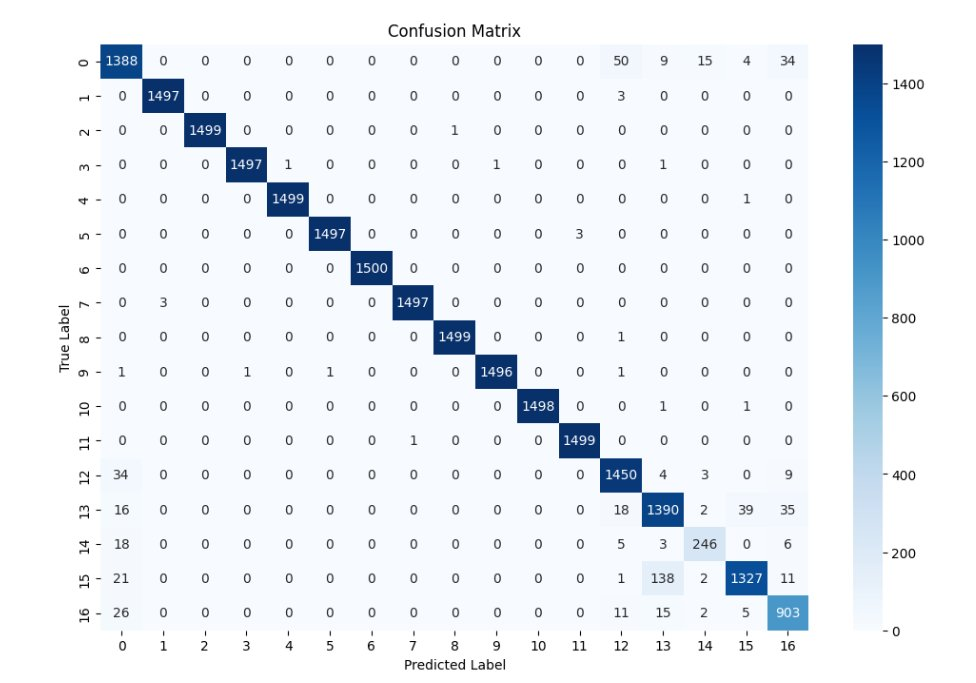 Confusion Matrix
0 1388 0 0 0 0 0 0 0 0 0 0 0 50 9 15 4 34
1 0 1497 0 0 0 0 0 0 0 0 0 0 3 0 0 0 0
2 0 0 1499 0 0 0 0 0 1 0 0 0 0 0 0 0 0
3 0 0 0 1497 1 0 0 0 0 1 0 0 0 1 0 0 0
4 0 0 0 0 1499 0 0 0 0 0 0 0 0 0 0 1 0
5 0 0 0 0 0 1497 0 0 0 0 0 3 0 0 0 0 0
6 0 0 0 0 0 0 1500 0 0 0 0 0 0 0 0 0 0
7 0 3 0 0 0 0 0 1497 0 0 0 0 0 0 0 0 0
8 0 0 0 0 0 0 0 0 1499 0 0 0 1 0 0 0 0
9 1 0 0 1 0 1 0 0 0 1496 0 0 1 0 0 0 0
10 0 0 0 0 0 0 0 0 0 0 1498 0 0 1 0 1 0
11 0 0 0 0 0 0 0 1 0 0 0 1499 0 0 0 0 0
12 34 0 0 0 0 0 0 0 0 0 0 0 1450 4 3 0 9
13 16 0 0 0 0 0 0 0 0 0 0 0 18 1390 2 39 35
14 18 0 0 0 0 0 0 0 0 0 0 0 5 3 246 0 6
15 21 0 0 0 0 0 0 0 0 0 0 0 1 138 2 1327 11
16 26 0 0 0 0 0 0 0 0 0 0 0 11 15 2 5 903
0 1 2 3 4 5 6 7 8 9 10 11 12 13 14 15 16
Predicted Label
True Label
1400
1200
1000
800
600
400
200
0